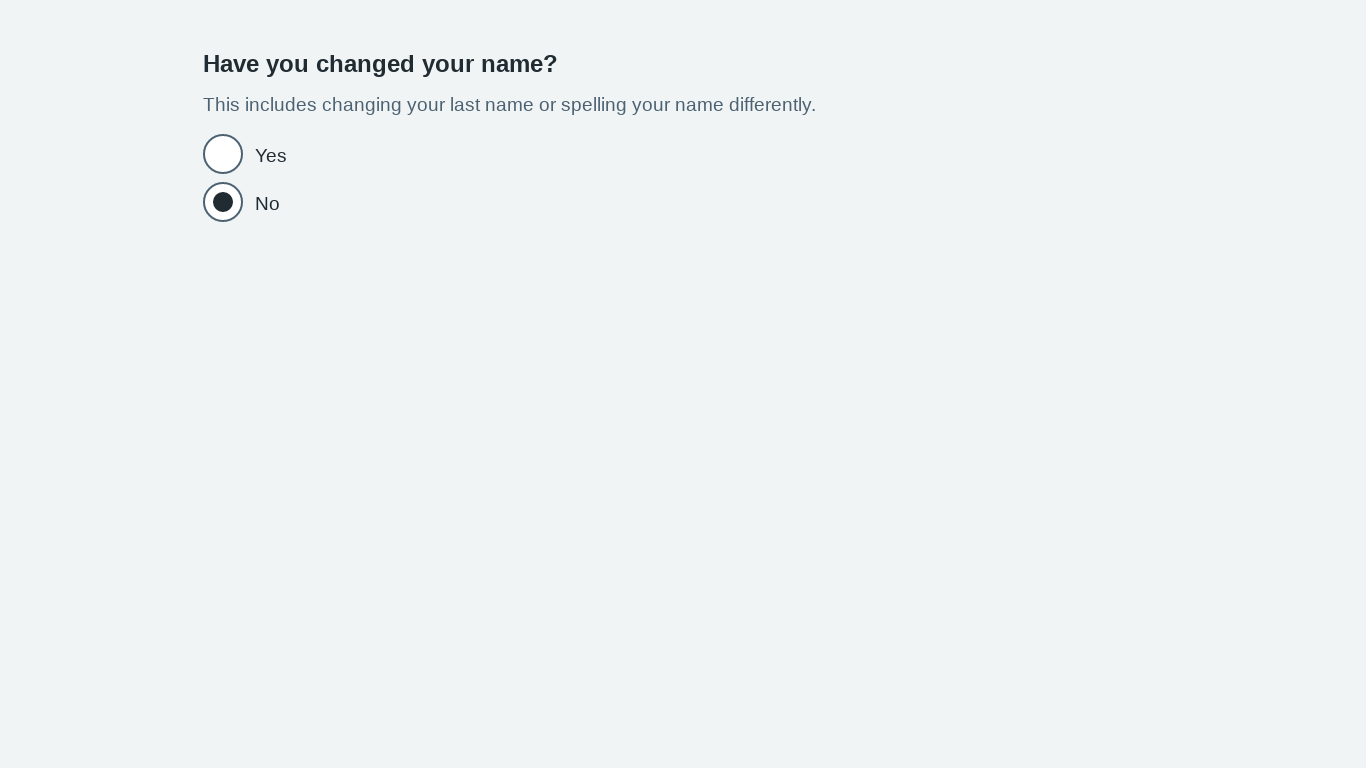 Have you changed your name?
This includes changing your last name or spelling your name differently.
Yes
No